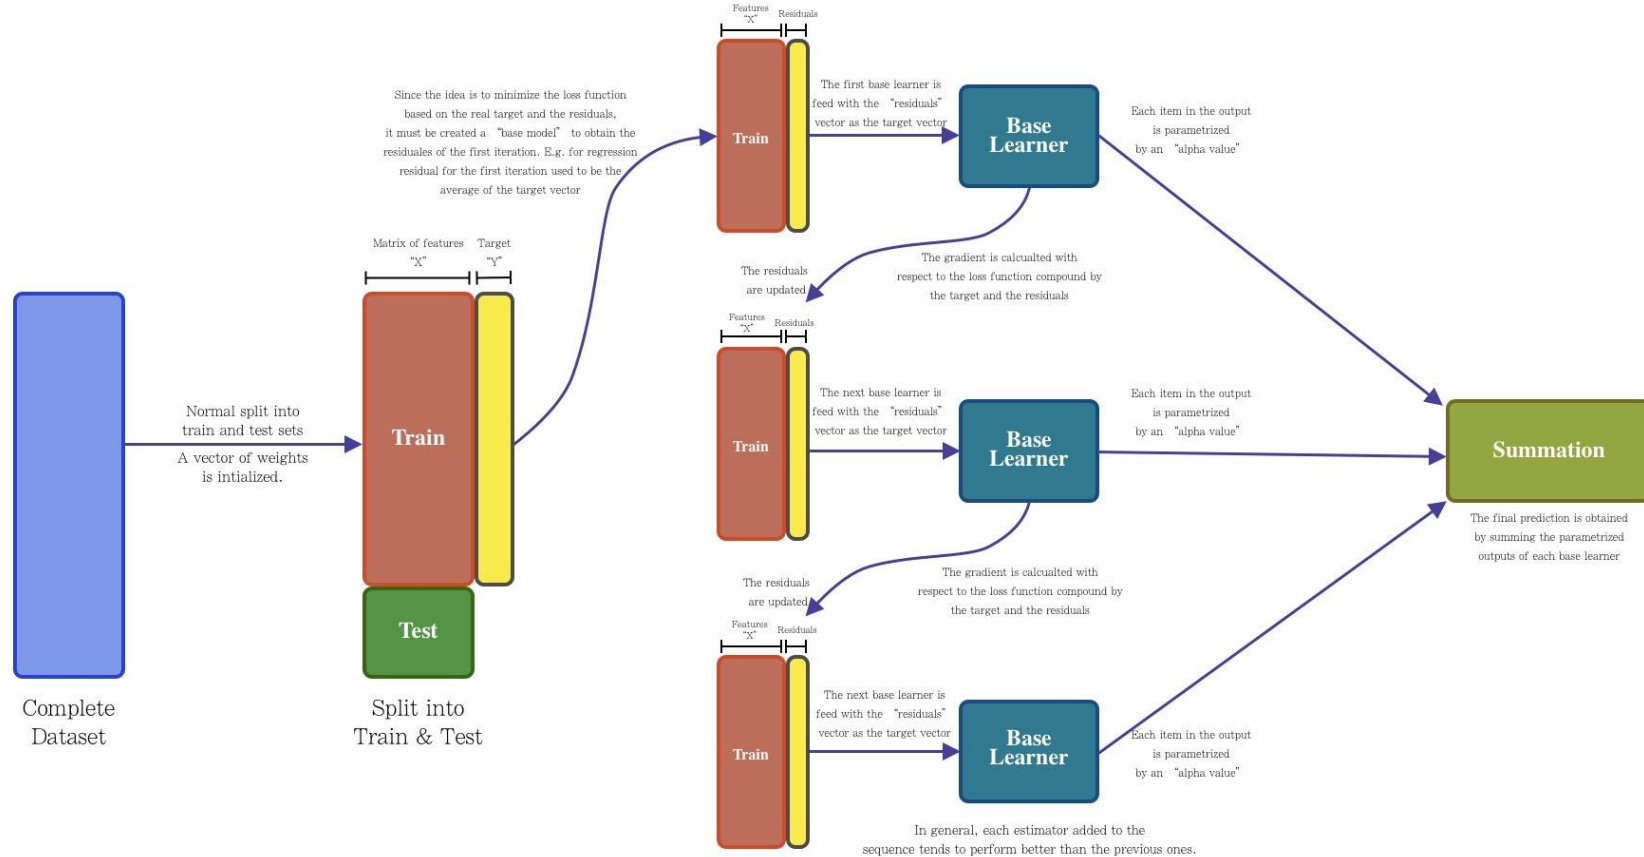 Complete
Dataset
Normal split into
train and test sets
A vector of weights
is intialized.
Matrix of features
“X”
Target
“Y”
Train
Test
Split into
Train & Test
Since the idea is to minimize the loss function
based on the real target and the residuals,
it must be created a “base model” to obtain the
residuales of the first iteration. E.g. for regression
residual for the first iteration used to be the
average of the target vector
Features
“X”
Residuals
Train
The first base learner is
feed with the “residuals”
vector as the target vector
Base
Learner
Each item in the output
is parametrized
by an “alpha value”
The gradient is calcualted with
respect to the loss function compound by
the target and the residuals
The residuals
are updated
Features
“X”
Residuals
Train
The next base learner is
feed with the “residuals”
vector as the target vector
Base
Learner
Each item in the output
is parametrized
by an “alpha value”
The gradient is calcualted with
respect to the loss function compound by
the target and the residuals
The residuals
are updated
Features
“X”
Residuals
Train
The next base learner is
feed with the “residuals”
vector as the target vector
Base
Learner
Each item in the output
is parametrized
by an “alpha value”
In general, each estimator added to the
sequence tends to perform better than the previous ones.
Summation
The final prediction is obtained
by summing the parametrized
outputs of each base learner